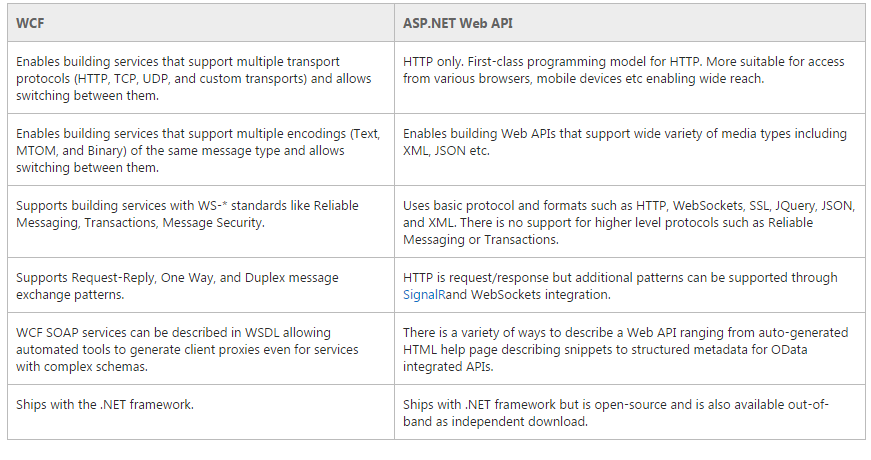 WCF
ASP.NET Web API
Enables building services that support multiple transport
protocols (HTTP, TCP, UDP, and custom transports) and allows
switching between them.
HTTP only. First-class programming model for HTTP. More suitable for access
from various browsers, mobile devices etc enabling wide reach.
Enables building services that support multiple encodings (Text,
MTOM, and Binary) of the same message type and allows
switching between them.
Enables building Web APIs that support wide variety of media types including
XML, JSON etc.
Supports building services with WS-* standards like Reliable
Messaging, Transactions, Message Security.
Uses basic protocol and formats such as HTTP, WebSockets, SSL, JQuery, JSON,
and XML. There is no support for higher level protocols such as Reliable
Messaging or Transactions.
Supports Request-Reply, One Way, and Duplex message
exchange patterns.
HTTP is request/response but additional patterns can be supported through
SignalRand WebSockets integration.
WCF SOAP services can be described in WSDL allowing
automated tools to generate client proxies even for services
with complex schemas.
There is a variety of ways to describe a Web API ranging from auto-generated
HTML help page describing snippets to structured metadata for OData
integrated APIs.
Ships with the .NET framework.
Ships with .NET framework but is open-source and is also available out-of-
band as independent download.